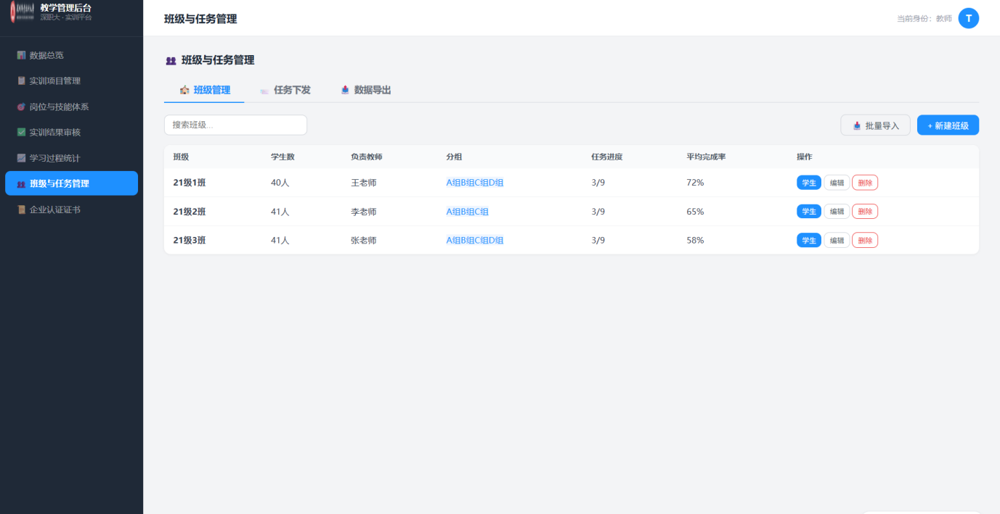 教学管理后台
深职大 - 实训平台
数据总览
实训项目管理
岗位与技能体系
实训结果审核
学习过程统计
班级与任务管理
企业认证证书
班级与任务管理
当前身份：教师 T
班级与任务管理
班级管理 任务下发 数据导出
搜索班级...
批量导入 + 新建班级
班级 学生数 负责教师 分组 任务进度 平均完成率 操作
21级1班 40人 王老师 A组B组C组D组 3/9 72% 学生 编辑 删除
21级2班 41人 李老师 A组B组C组 3/9 65% 学生 编辑 删除
21级3班 41人 张老师 A组B组C组D组 3/9 58% 学生 编辑 删除